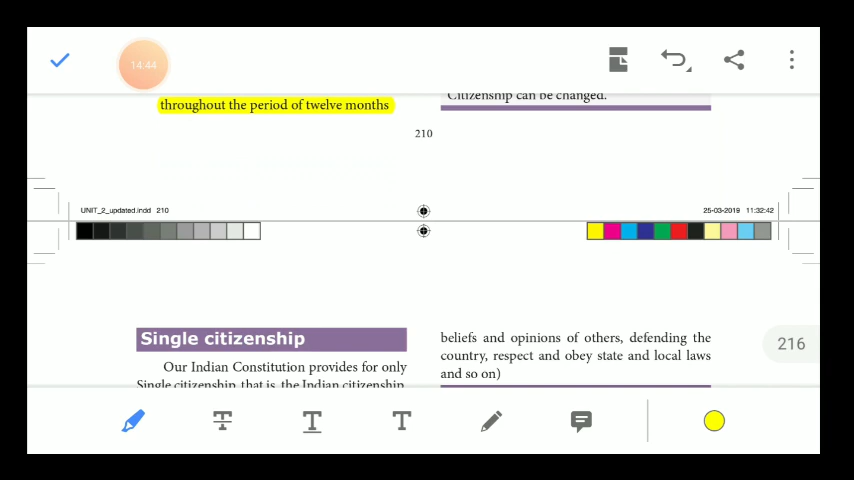 14:44
throughout the period of twelve months
Citizenship can be changed.
210
UNIT_2_updated.indd 210
25-03-2019 11:32:42
Single citizenship
Our Indian Constitution provides for only
Single citizenship, that is, the Indian citizenship.
beliefs and opinions of others, defending the
country, respect and obey state and local laws
and so on)
216
T
T
T